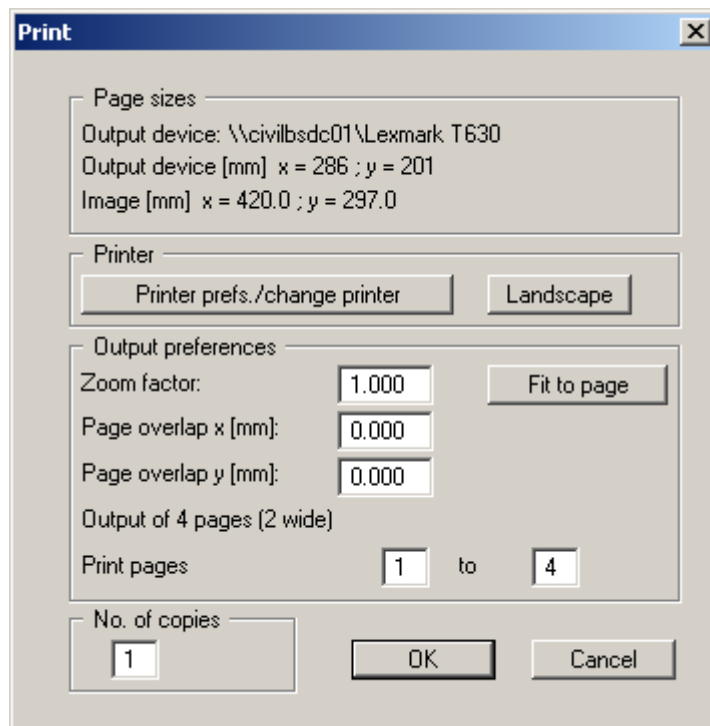 Print
Page sizes
Output device: \\civilbsdc01\Lexmark T630
Output device [mm]  x = 286 ; y = 201
Image [mm]  x = 420.0 ; y = 297.0
Printer
Printer prefs./change printer
Landscape
Output preferences
Zoom factor: 1.000 Fit to page
Page overlap x [mm]: 0.000
Page overlap y [mm]: 0.000
Output of 4 pages (2 wide)
Print pages 1 to 4
No. of copies
1 OK Cancel